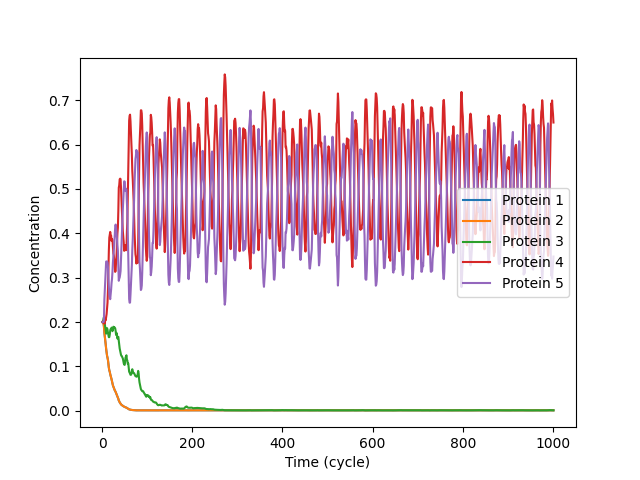 0.7
0.6
0.5
0.4
0.3
0.2
0.1
0.0
Concentration
0
200
400
600
800
1000
Time (cycle)
Protein 1
Protein 2
Protein 3
Protein 4
Protein 5